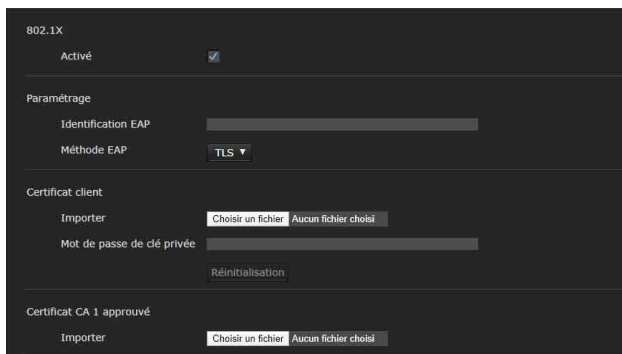 802.1X
Activé
Paramétrage
Identification EAP
Méthode EAP TLS
Certificat client
Importer Choisir un fichier Aucun fichier choisi
Mot de passe de clé privée
Réinitialisation
Certificat CA 1 approuvé
Importer Choisir un fichier Aucun fichier choisi